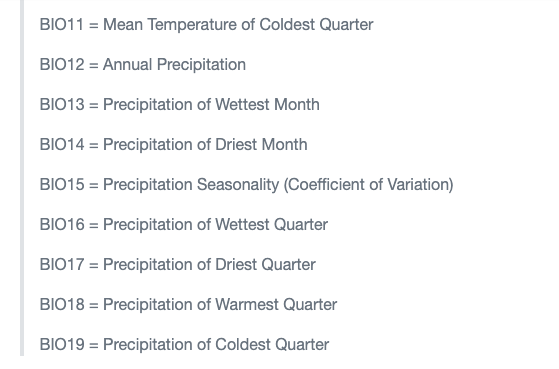 BIO11 = Mean Temperature of Coldest Quarter
BIO12 = Annual Precipitation
BIO13 = Precipitation of Wettest Month
BIO14 = Precipitation of Driest Month
BIO15 = Precipitation Seasonality (Coefficient of Variation)
BIO16 = Precipitation of Wettest Quarter
BIO17 = Precipitation of Driest Quarter
BIO18 = Precipitation of Warmest Quarter
BIO19 = Precipitation of Coldest Quarter